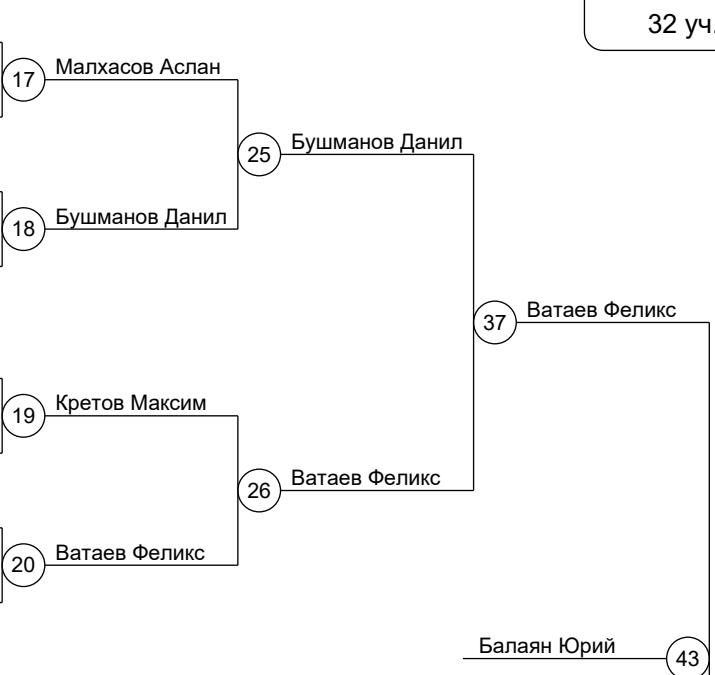 32 уч.
17 Малхасов Аслан
25 Бушманов Данил
18 Бушманов Данил
37 Ватаев Феликс
19 Кретов Максим
26 Ватаев Феликс
20 Ватаев Феликс
Балаян Юрий 43